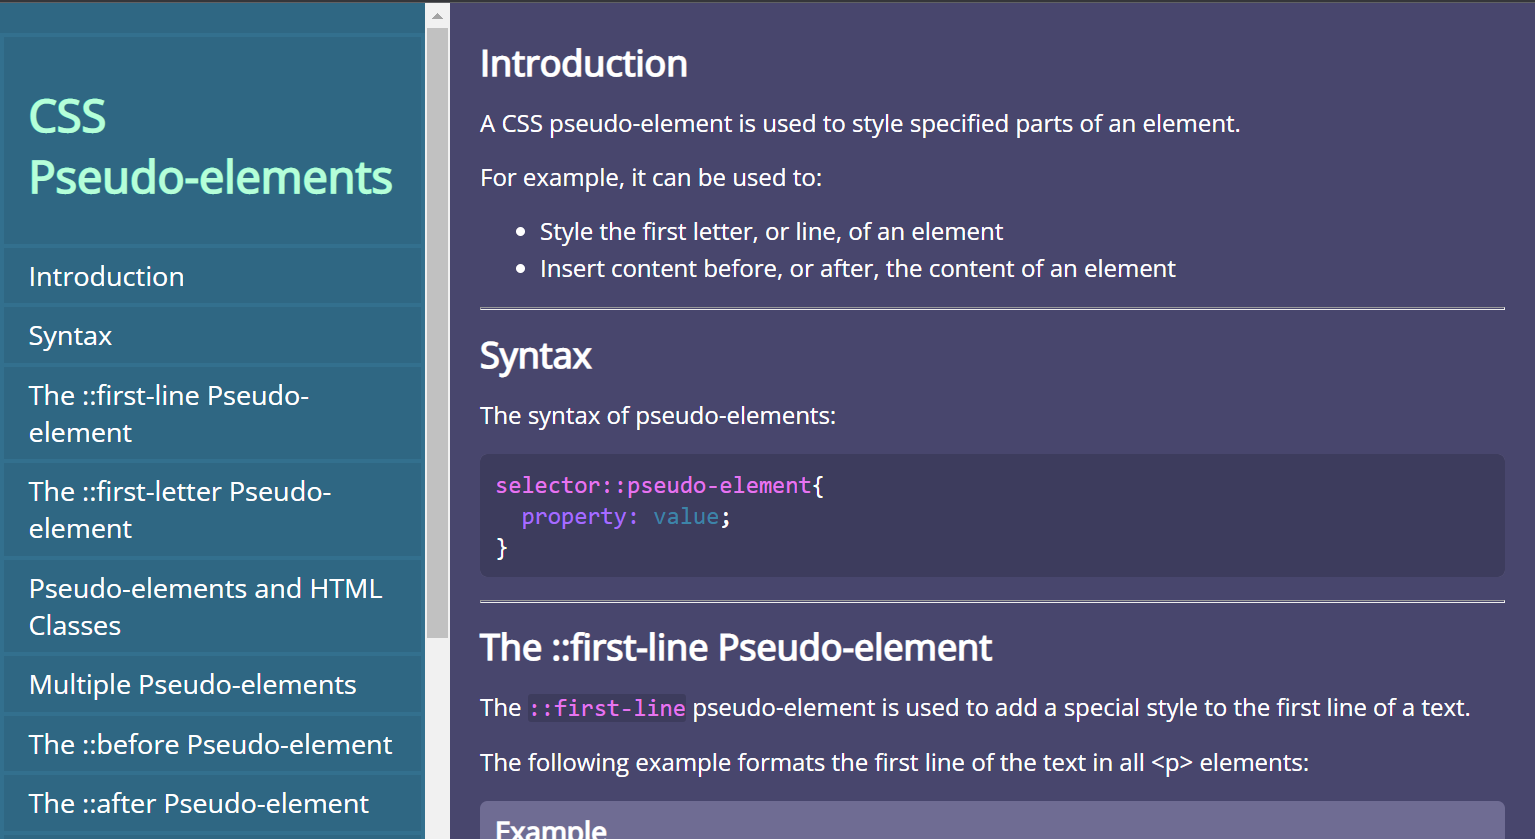 CSS
Pseudo-elements
Introduction
Syntax
The ::first-line Pseudo-
element
The ::first-letter Pseudo-
element
Pseudo-elements and HTML
Classes
Multiple Pseudo-elements
The ::before Pseudo-element
The ::after Pseudo-element
Introduction
A CSS pseudo-element is used to style specified parts of an element.
For example, it can be used to:
• Style the first letter, or line, of an element
• Insert content before, or after, the content of an element
Syntax
The syntax of pseudo-elements:
selector::pseudo-element{
  property: value;
}
The ::first-line Pseudo-element
The ::first-line pseudo-element is used to add a special style to the first line of a text.
The following example formats the first line of the text in all <p> elements:
Example